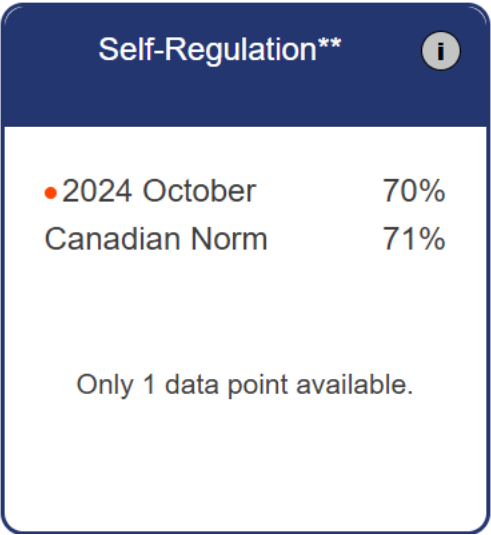 Self-Regulation**
i
2024 October 70%
Canadian Norm 71%
Only 1 data point available.